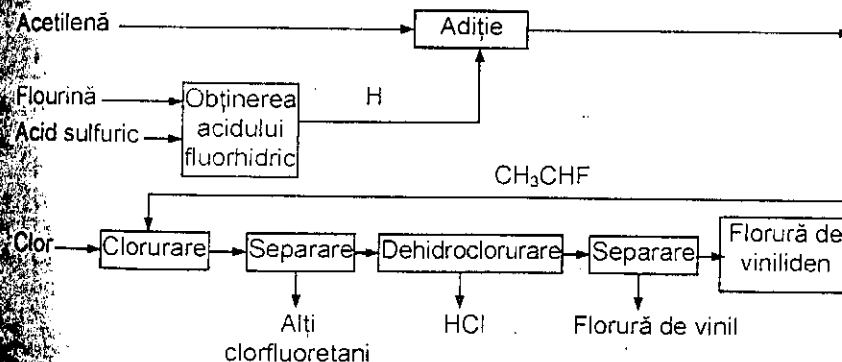 Acetilenă
Adiție
Flourină
Obținerea
acidului
fluorhidric
H
Acid sulfuric
CH₃CHF
Clor
Clorurare
Separare
Dehidroclorurare
Separare
Florură de
viniliden
Alți
clorfluoretani
HCl
Florură de vinil